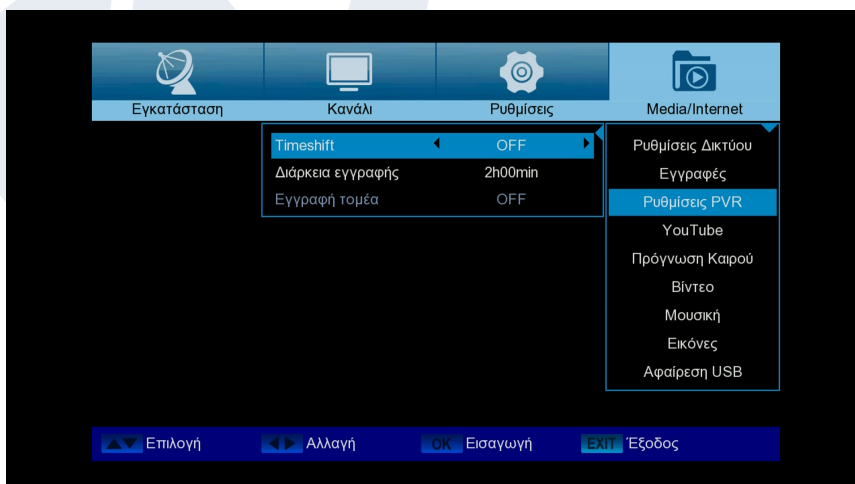 Εγκατάσταση
Κανάλι
Ρυθμίσεις
Media/Internet
Timeshift OFF
Διάρκεια εγγραφής 2h00min
Εγγραφή τομέα OFF
Ρυθμίσεις Δικτύου
Εγγραφές
Ρυθμίσεις PVR
YouTube
Πρόγνωση Καιρού
Βίντεο
Μουσική
Εικόνες
Αφαίρεση USB
Επιλογή Αλλαγή OK Εισαγωγή EXIT Έξοδος